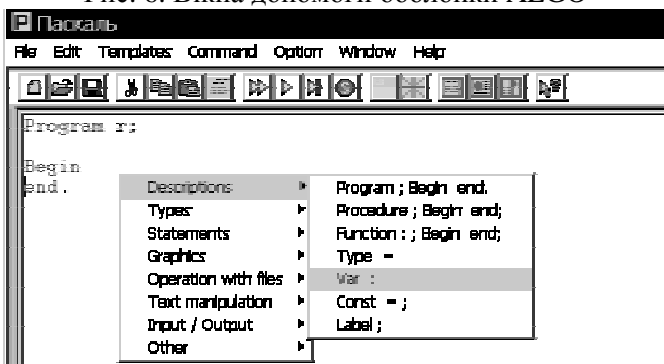 Рис. 6. Вікна допомоги оболонки ALGO
Паскаль
File Edit Templates Command Option Window Help
Program r;
Begin
end.
Descriptions
Types
Statements
Graphics
Operation with files
Text manipulation
Input / Output
Other
Program ; Begin end.
Procedure ; Begin end;
Function : ; Begin end;
Type =
Var :
Const = ;
Label ;